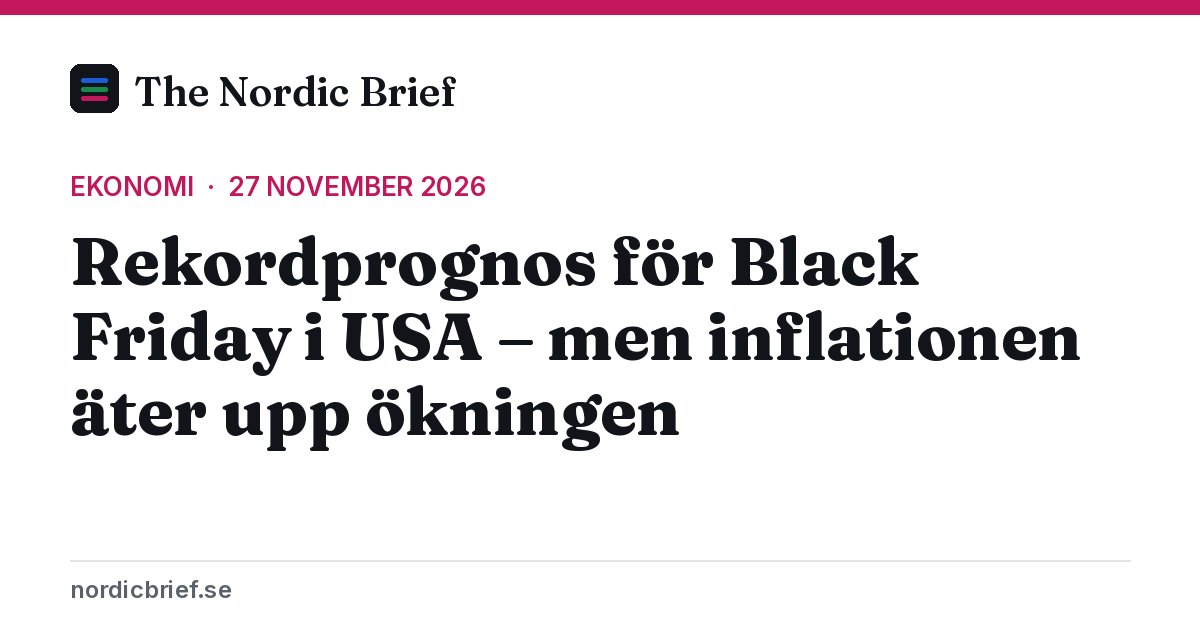 The Nordic Brief
EKONOMI · 27 NOVEMBER 2026
Rekordprognos för Black
Friday i USA – men inflationen
äter upp ökningen
nordicbrief.se